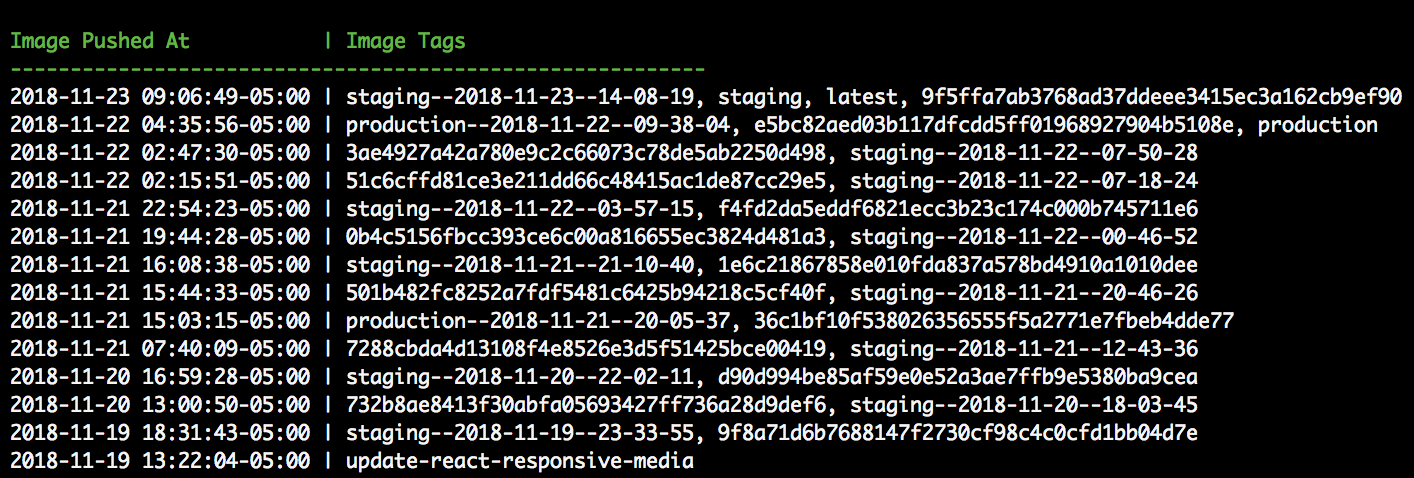 Image Pushed At           | Image Tags
----------------------------------------------------------
2018-11-23 09:06:49-05:00 | staging--2018-11-23--14-08-19, staging, latest, 9f5ffa7ab3768ad37ddeee3415ec3a162cb9ef90
2018-11-22 04:35:56-05:00 | production--2018-11-22--09-38-04, e5bc82aed03b117dfcdd5ff01968927904b5108e, production
2018-11-22 02:47:30-05:00 | 3ae4927a42a780e9c2c66073c78de5ab2250d498, staging--2018-11-22--07-50-28
2018-11-22 02:15:51-05:00 | 51c6cffd81ce3e211dd66c48415ac1de87cc29e5, staging--2018-11-22--07-18-24
2018-11-21 22:54:23-05:00 | staging--2018-11-22--03-57-15, f4fd2da5eddf6821ecc3b23c174c000b745711e6
2018-11-21 19:44:28-05:00 | 0b4c5156fbcc393ce6c00a816655ec3824d481a3, staging--2018-11-22--00-46-52
2018-11-21 16:08:38-05:00 | staging--2018-11-21--21-10-40, 1e6c21867858e010fda837a578bd4910a1010dee
2018-11-21 15:44:33-05:00 | 501b482fc8252a7fdf5481c6425b94218c5cf40f, staging--2018-11-21--20-46-26
2018-11-21 15:03:15-05:00 | production--2018-11-21--20-05-37, 36c1bf10f538026356555f5a2771e7fbeb4dde77
2018-11-21 07:40:09-05:00 | 7288cbda4d13108f4e8526e3d5f51425bce00419, staging--2018-11-21--12-43-36
2018-11-20 16:59:28-05:00 | staging--2018-11-20--22-02-11, d90d994be85af59e0e52a3ae7ffb9e5380ba9cea
2018-11-20 13:00:50-05:00 | 732b8ae8413f30abfa05693427ff736a28d9def6, staging--2018-11-20--18-03-45
2018-11-19 18:31:43-05:00 | staging--2018-11-19--23-33-55, 9f8a71d6b7688147f2730cf98c4c0cfd1bb04d7e
2018-11-19 13:22:04-05:00 | update-react-responsive-media